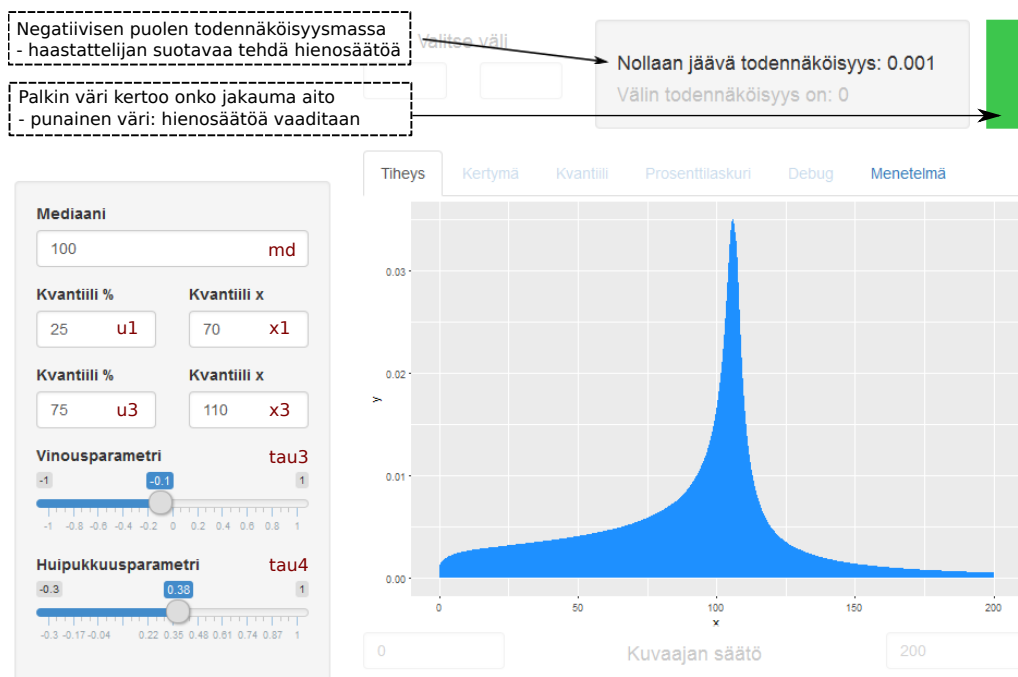 Negatiivisen puolen todennäköisyysmassa
- haastattelijan suotavaa tehdä hienosäätöä
Valitse väli
Nollaan jäävä todennäköisyys: 0.001
Välin todennäköisyys on: 0
Palkin väri kertoo onko jakauma aito
- punainen väri: hienosäätöä vaaditaan
Tiheys Kertymä Kvantiili Prosenttilaskuri Debug Menetelmä
Mediaani
100 md
Kvantiili % Kvantiili x
25 u1 70 x1
Kvantiili % Kvantiili x
75 u3 110 x3
Vinousparametri tau3
-1 -0.1 1
-1 -0.8 -0.6 -0.4 -0.2 0 0.2 0.4 0.6 0.8 1
Huipukkuusparametri tau4
-0.3 0.38 1
-0.3 -0.17 -0.04 0.22 0.35 0.48 0.61 0.74 0.87 1
0.03
0.02
y
0.01
0.00
0 50 100 150 200
x
0 Kuvaajan säätö 200